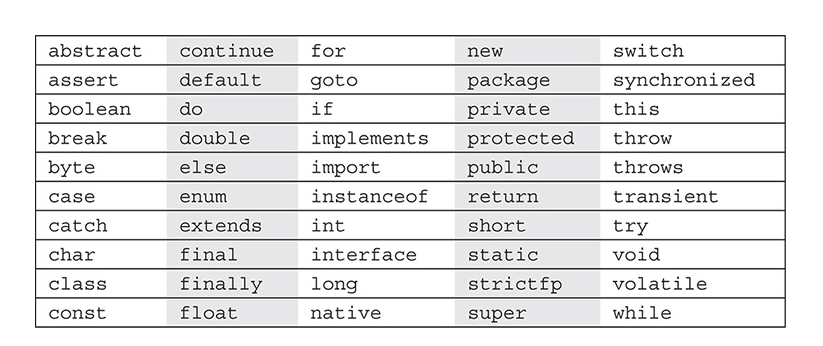 abstract continue for new switch
assert default goto package synchronized
boolean do if private this
break double implements protected throw
byte else import public throws
case enum instanceof return transient
catch extends int short try
char final interface static void
class finally long strictfp volatile
const float native super while